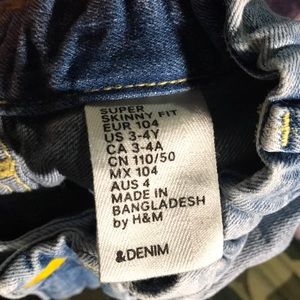 SUPER
SKINNY FIT
EUR 104
US 3-4Y
CA 3-4A
CN 110/50
MX 104
AUS 4
MADE IN
BANGLADESH
by H&M
&DENIM